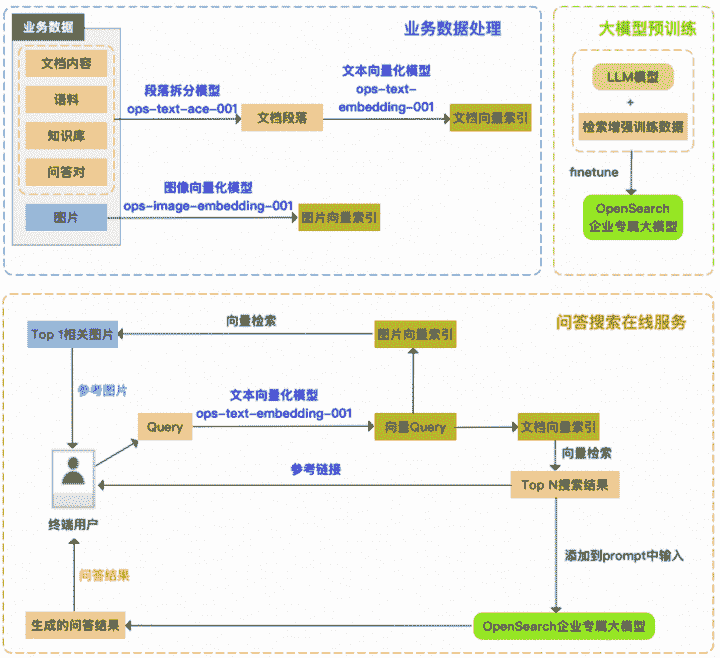 业务数据
业务数据处理
文档内容
语料
知识库
问答对
图片
段落拆分模型
ops-text-ace-001
文档段落
文本向量化模型
ops-text-
embedding-001
文档向量索引
图像向量化模型
ops-image-embedding-001
图片向量索引
大模型预训练
LLM模型
+
检索增强训练数据
finetune
OpenSearch
企业专属大模型
问答搜索在线服务
Top 1相关图片
向量检索
图片向量索引
参考图片
Query
文本向量化模型
ops-text-embedding-001
向量Query
文档向量索引
向量检索
参考链接
Top N搜索结果
终端用户
添加到prompt中输入
问答结果
生成的问答结果
OpenSearch企业专属大模型